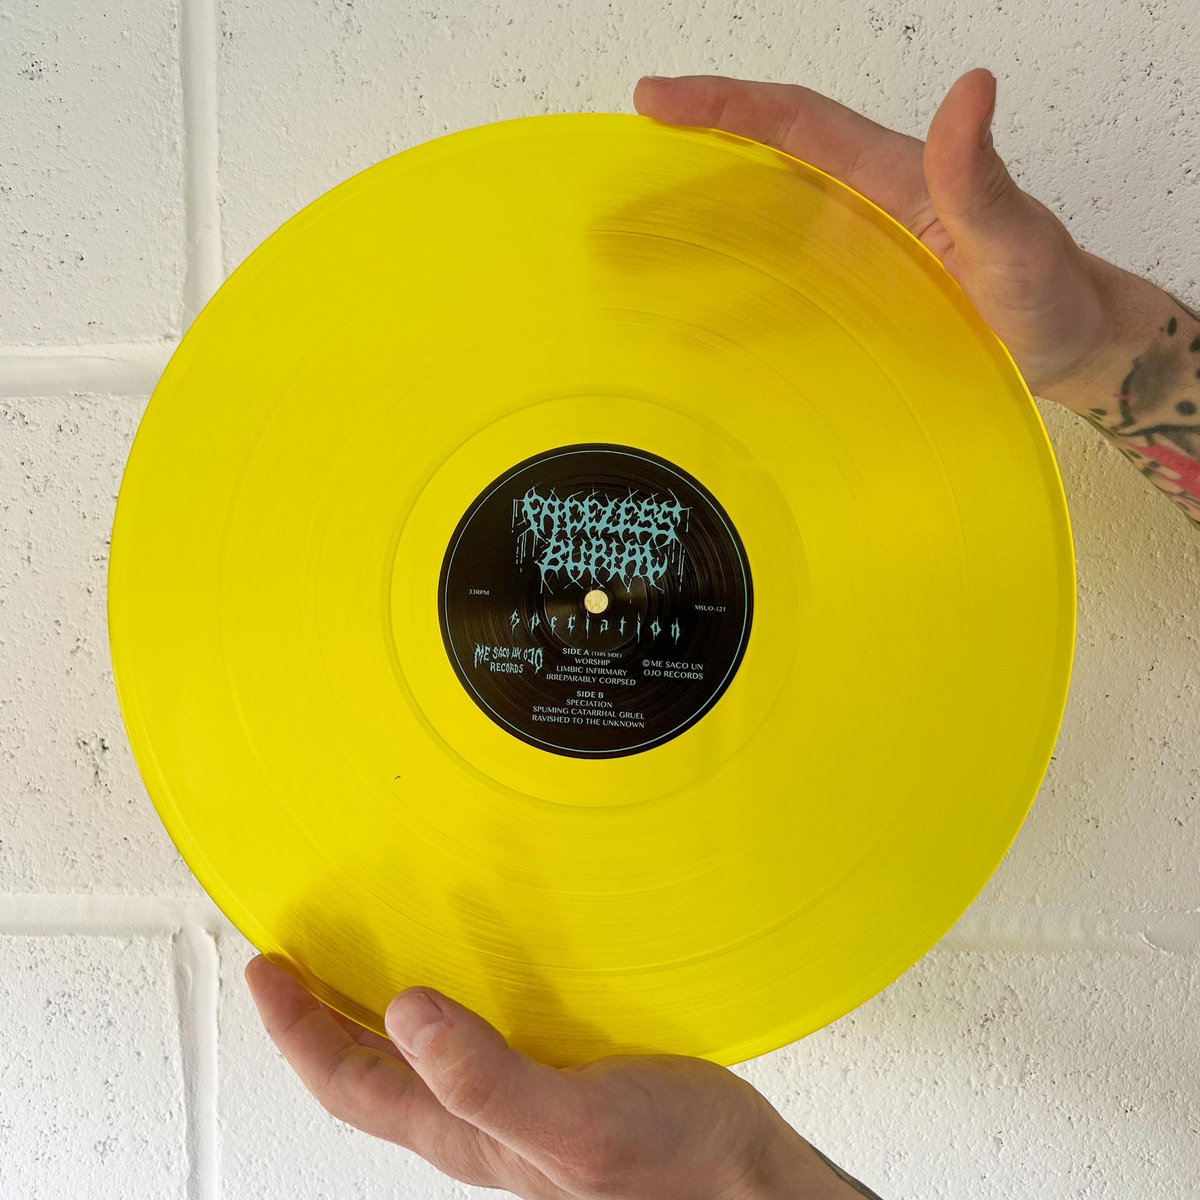 FACELESS
BURIAL
33RPM
MSUO-121
speciation
ME SACO UN OJO
RECORDS
SIDE A (THIS SIDE)
WORSHIP
LIMBIC INFIRMARY
IRREPARABLY CORPSED
© ME SACO UN
OJO RECORDS
SIDE B
SPECIATION
SPUMING CATARRHAL GRUEL
RAVISHED TO THE UNKNOWN